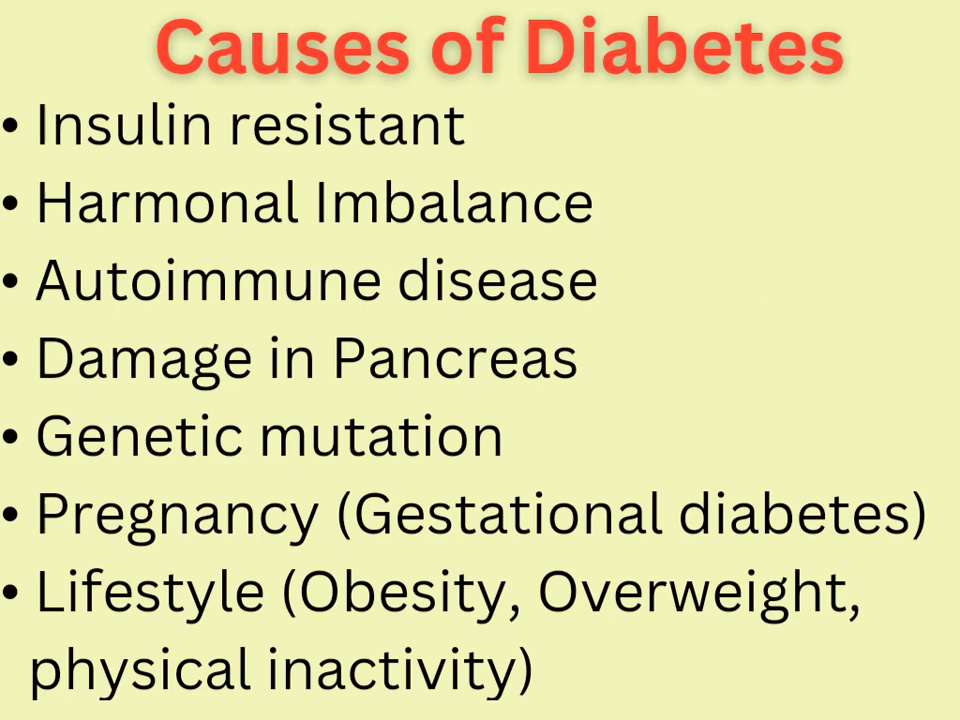 Causes of Diabetes
• Insulin resistant
• Harmonal Imbalance
• Autoimmune disease
• Damage in Pancreas
• Genetic mutation
• Pregnancy (Gestational diabetes)
• Lifestyle (Obesity, Overweight,
physical inactivity)